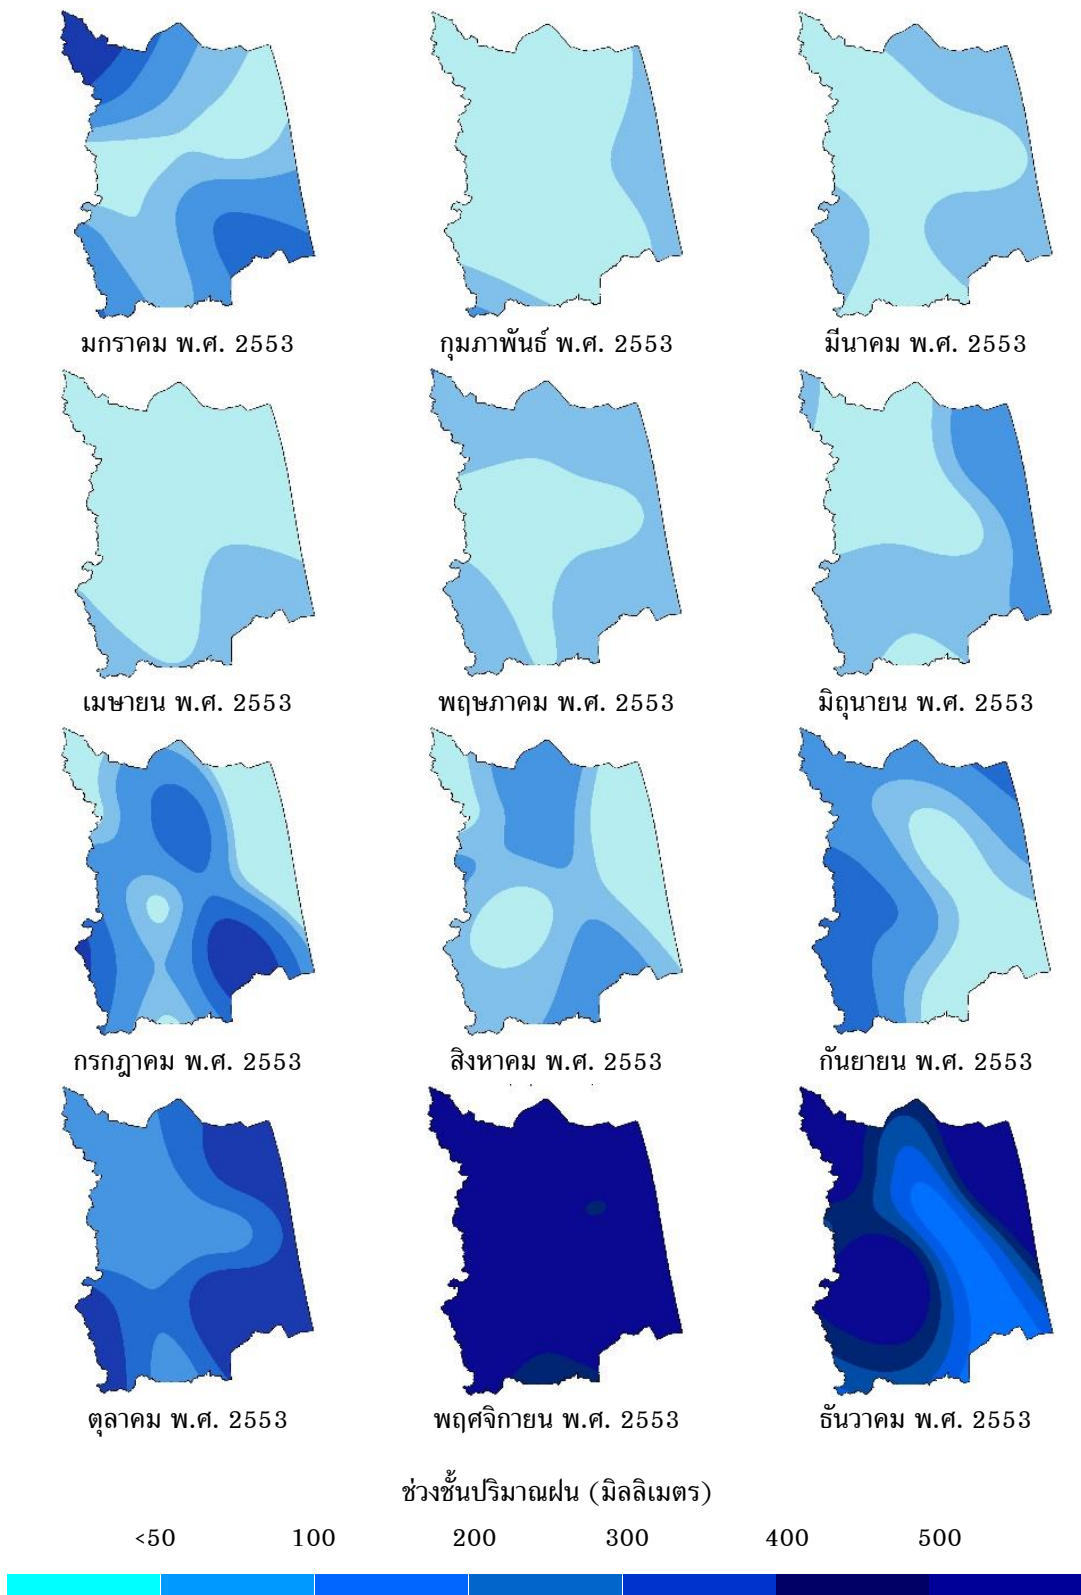 มกราคม พ.ศ. 2553
กุมภาพันธ์ พ.ศ. 2553
มีนาคม พ.ศ. 2553
เมษายน พ.ศ. 2553
พฤษภาคม พ.ศ. 2553
มิถุนายน พ.ศ. 2553
กรกฎาคม พ.ศ. 2553
สิงหาคม พ.ศ. 2553
กันยายน พ.ศ. 2553
ตุลาคม พ.ศ. 2553
พฤศจิกายน พ.ศ. 2553
ธันวาคม พ.ศ. 2553
ช่วงชั้นปริมาณฝน (มิลลิเมตร)
<50 100 200 300 400 500